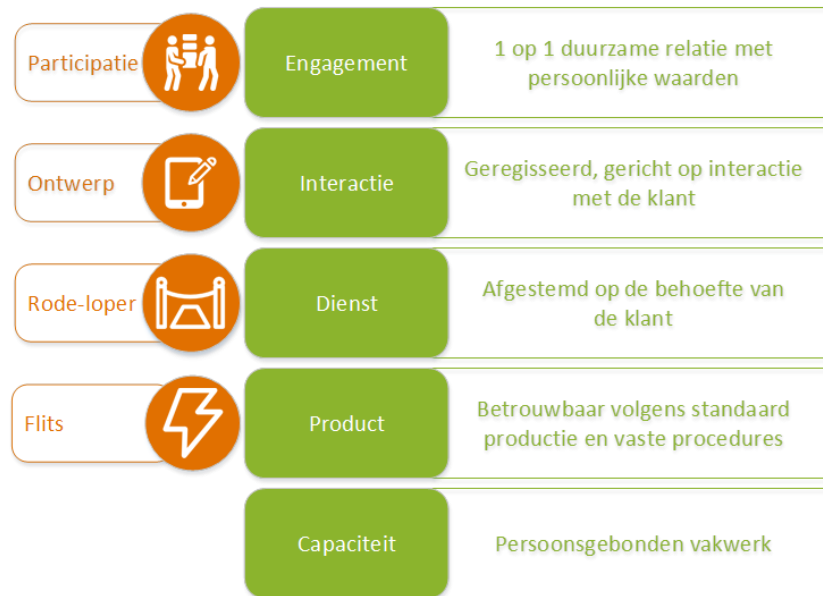 Participatie
Engagement
1 op 1 duurzame relatie met
persoonlijke waarden
Ontwerp
Interactie
Geregisseerd, gericht op interactie
met de klant
Rode-loper
Dienst
Afgestemd op de behoefte van
de klant
Flits
Product
Betrouwbaar volgens standaard
productie en vaste procedures
Capaciteit
Persoonsgebonden vakwerk